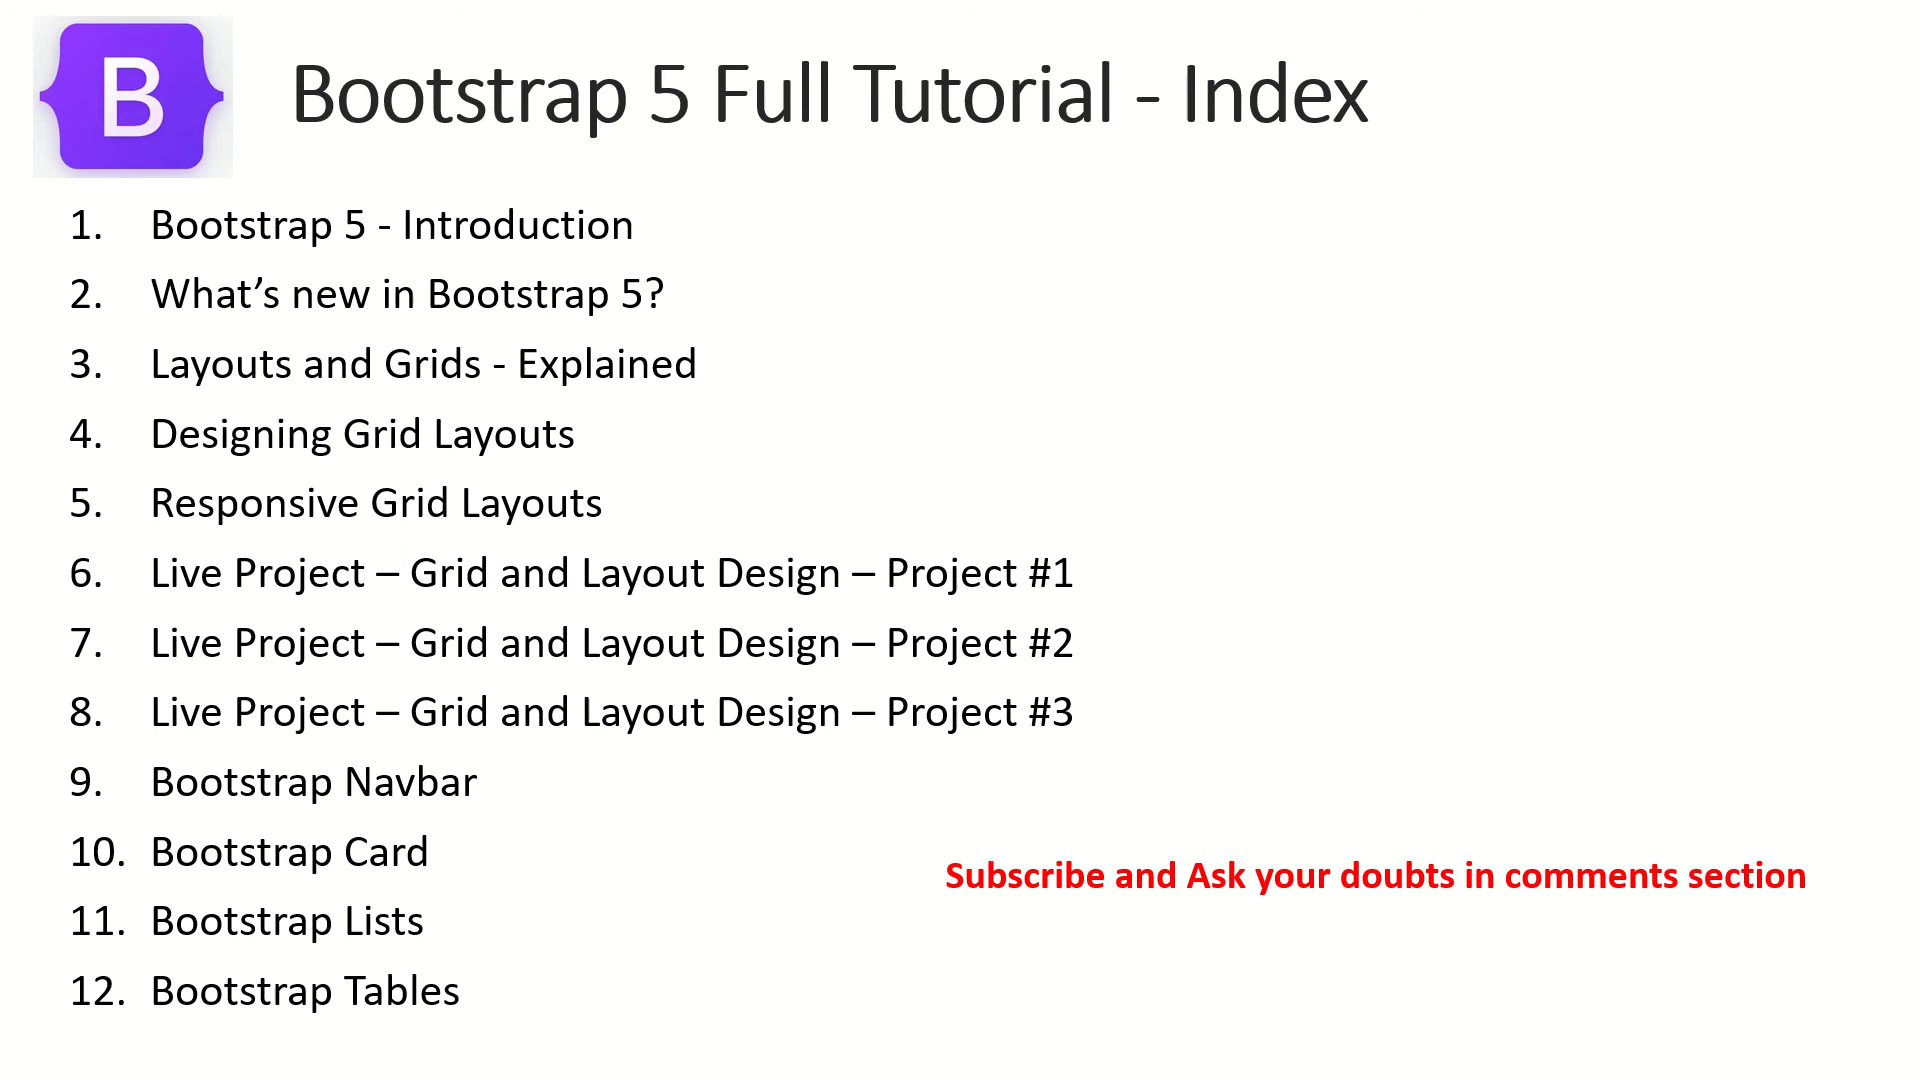 B
Bootstrap 5 Full Tutorial - Index
1. Bootstrap 5 - Introduction
2. What’s new in Bootstrap 5?
3. Layouts and Grids - Explained
4. Designing Grid Layouts
5. Responsive Grid Layouts
6. Live Project – Grid and Layout Design – Project #1
7. Live Project – Grid and Layout Design – Project #2
8. Live Project – Grid and Layout Design – Project #3
9. Bootstrap Navbar
10. Bootstrap Card
Subscribe and Ask your doubts in comments section
11. Bootstrap Lists
12. Bootstrap Tables